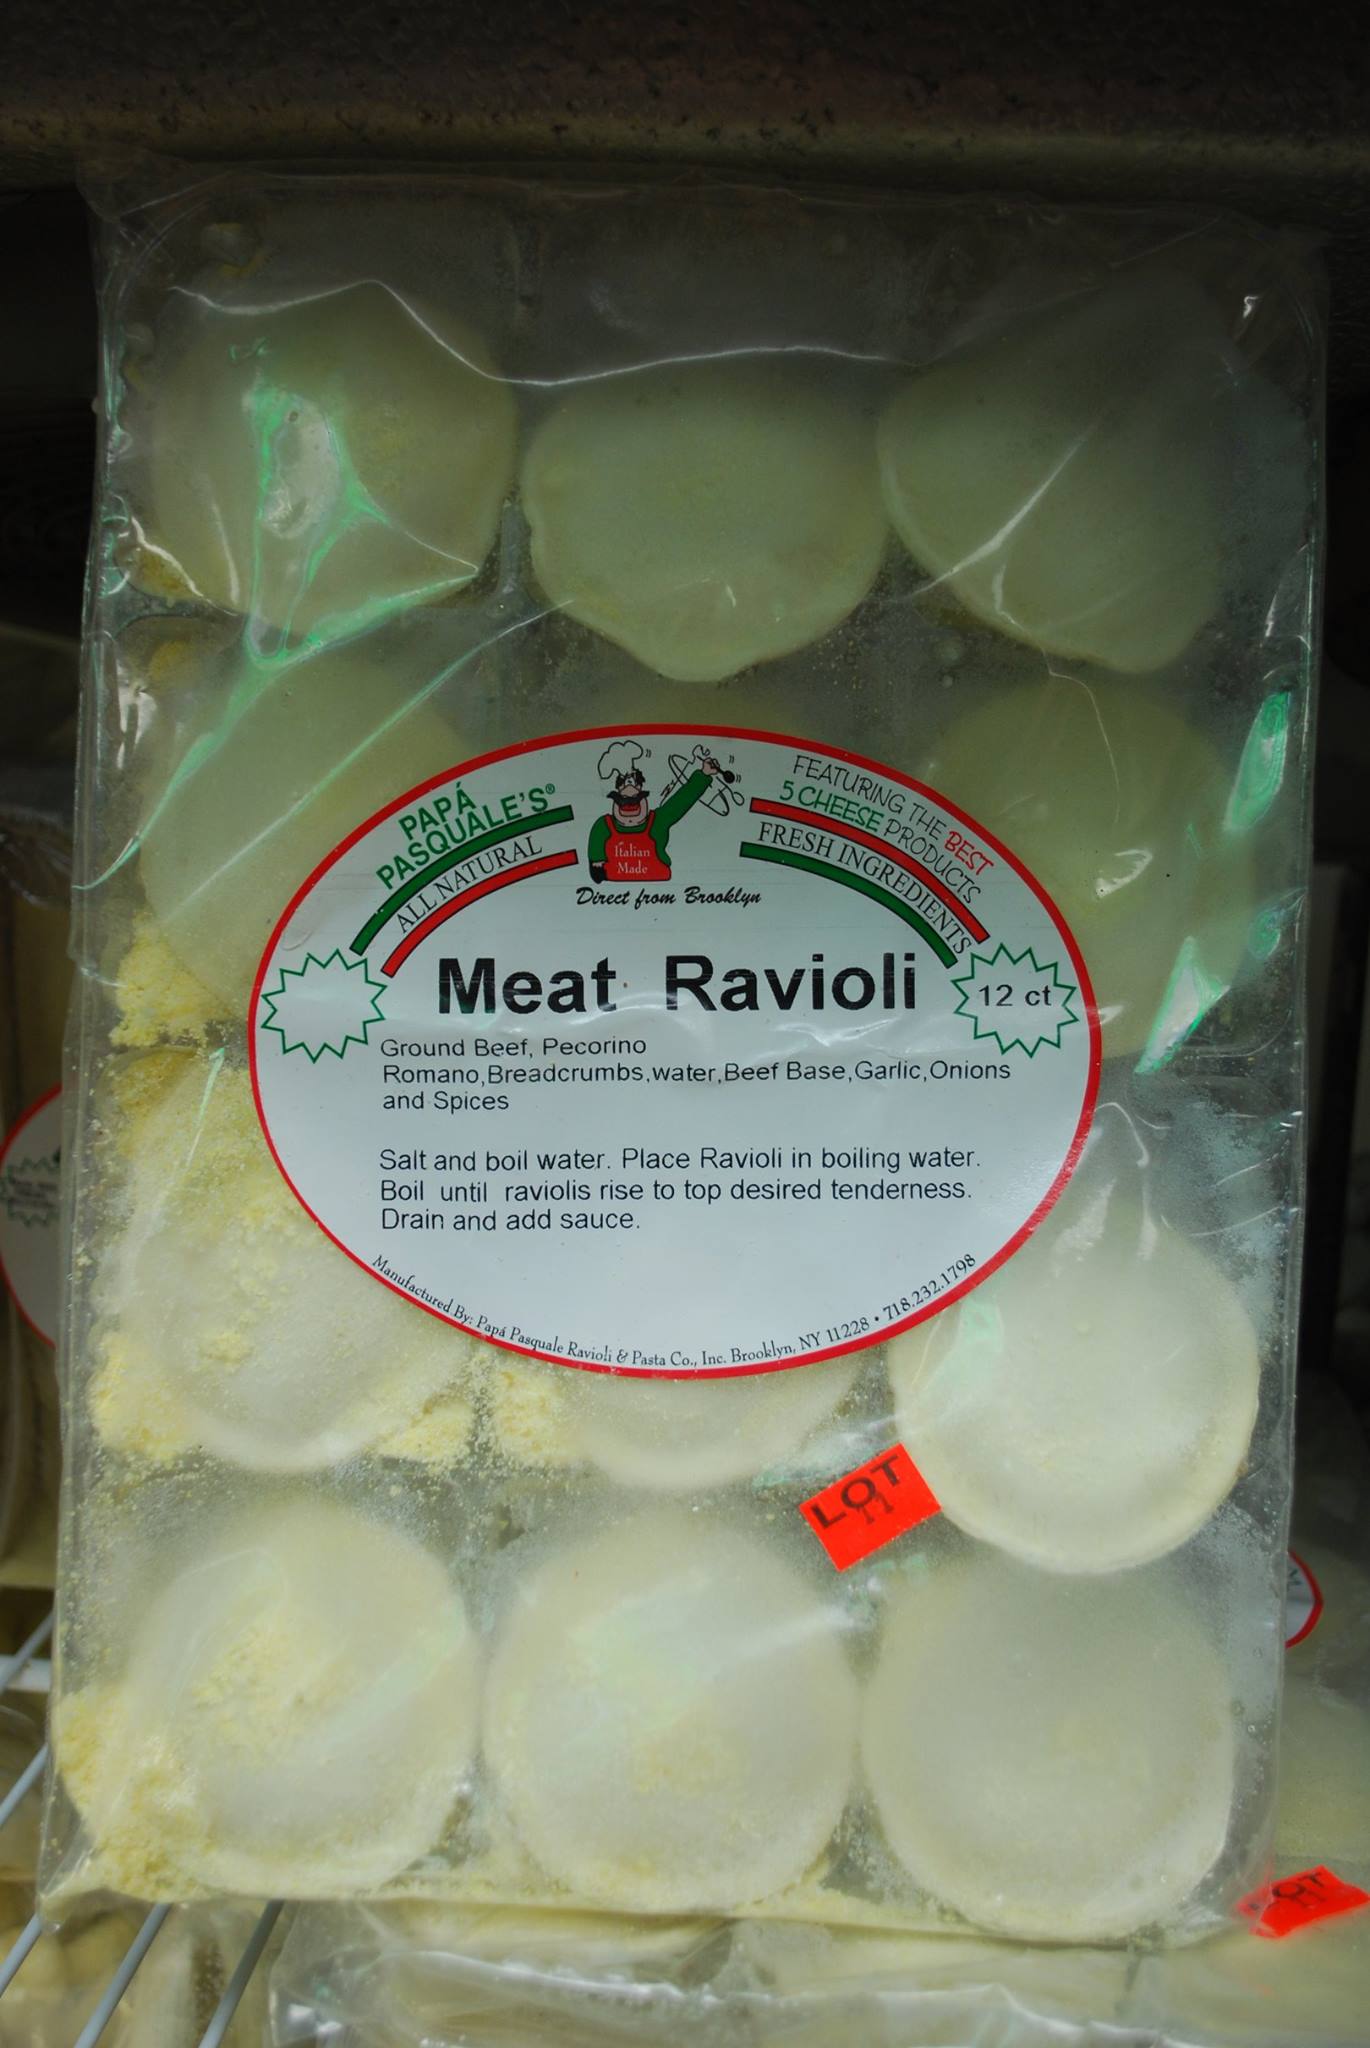 PAPÁ
PASQUALE'S®
ALL NATURAL
Italian
Made
Direct from Brooklyn
FEATURING THE BEST
5 CHEESE PRODUCTS
FRESH INGREDIENTS
Meat Ravioli
12 ct
Ground Beef, Pecorino
Romano,Breadcrumbs,water,Beef Base,Garlic,Onions
and Spices
Salt and boil water. Place Ravioli in boiling water.
Boil until raviolis rise to top desired tenderness.
Drain and add sauce.
Manufactured By: Papá Pasquale Ravioli & Pasta Co., Inc. Brooklyn, NY 11228 • 718.232.1798
LOT
11
LOT
11